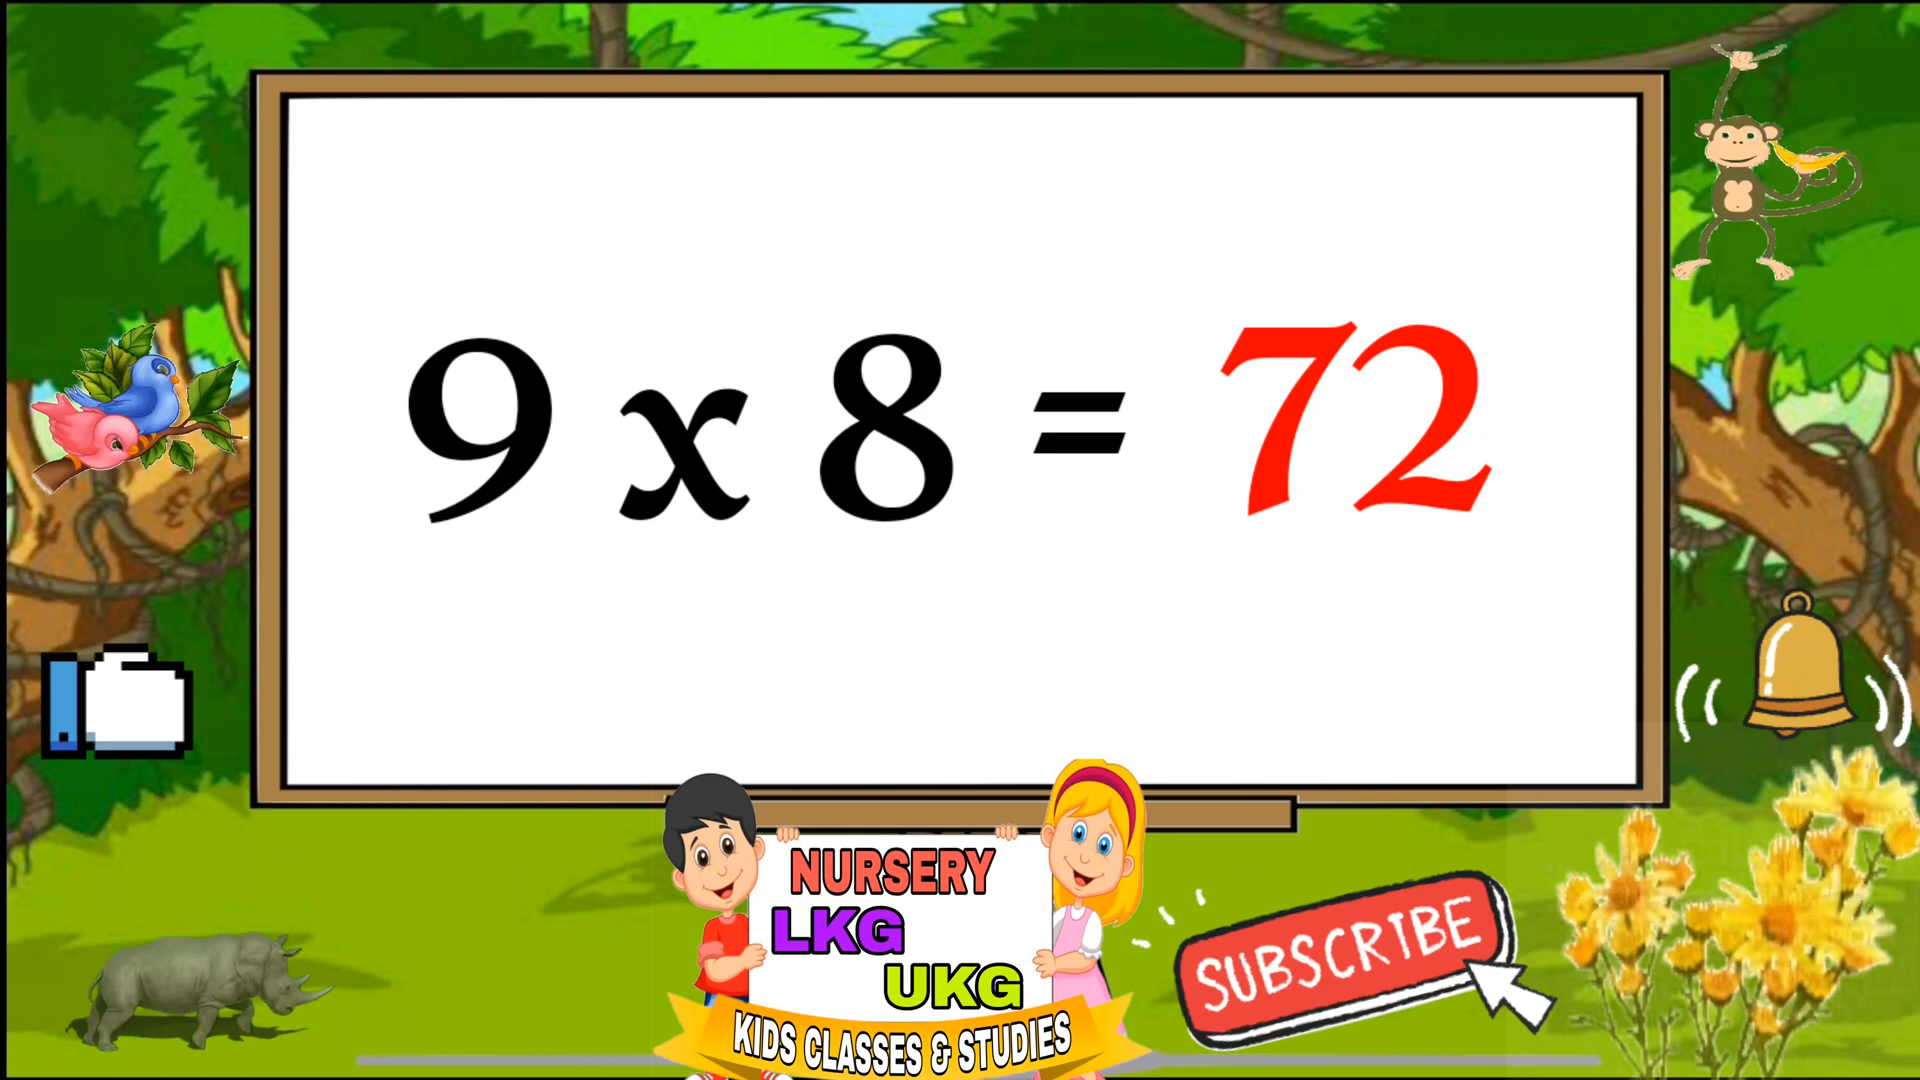 9 x 8 = 72
NURSERY
LKG
UKG
KIDS CLASSES & STUDIES
SUBSCRIBE